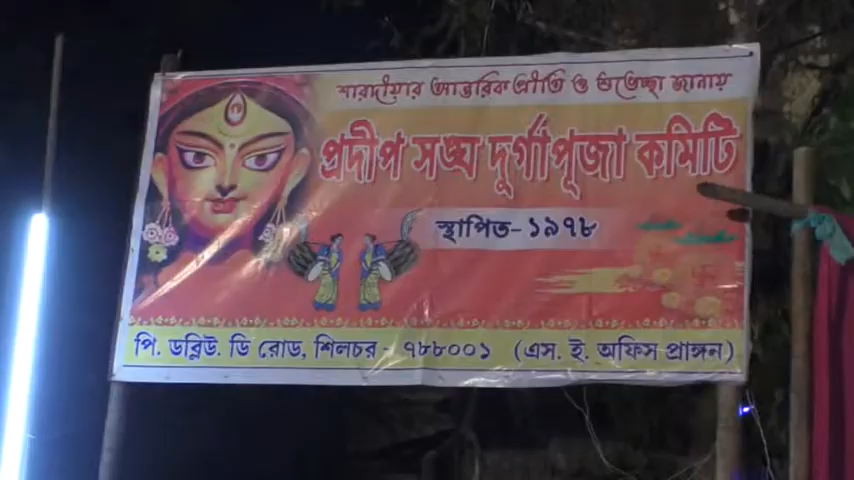 শারদীয়ার আন্তরিক প্রীতি ও শুভেচ্ছা জানায়
প্রদীপ সঙ্ঘ দুর্গা পূজা কমিটি
স্থাপিত- ১৯৭৮
পি. ডব্লিউ. ডি রোড, শিলচর - ৭৮৮০০১ (এস. ই. অফিস প্রাঙ্গন)